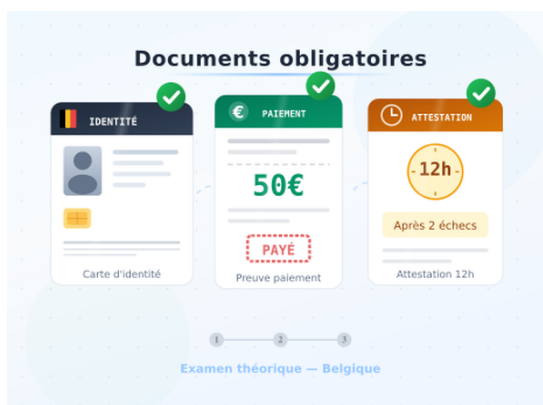 Documents obligatoires
IDENTITÉ
Carte d'identité
€ PAIEMENT
50€
PAYÉ
Preuve paiement
ATTESTATION
12h
Après 2 échecs
Attestation 12h
1 2 3
Examen théorique — Belgique